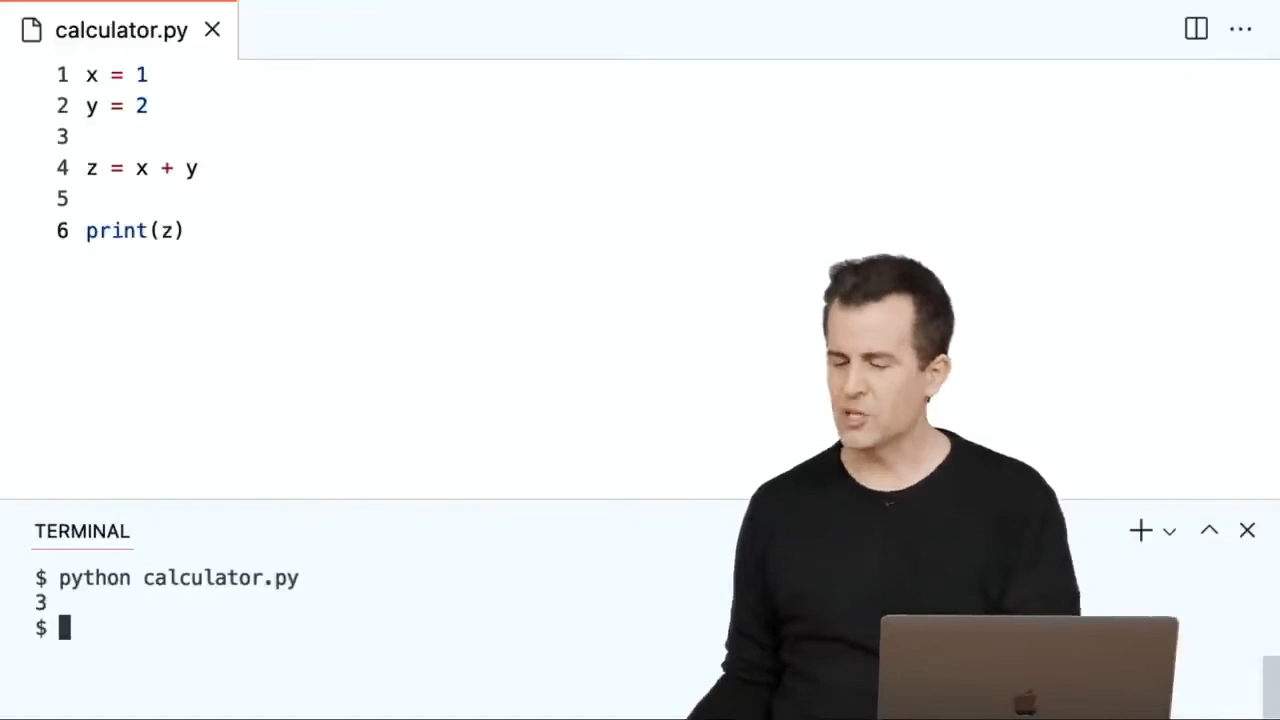 calculator.py
1 x = 1
2 y = 2
3
4 z = x + y
5
6 print(z)
TERMINAL
$ python calculator.py
3
$